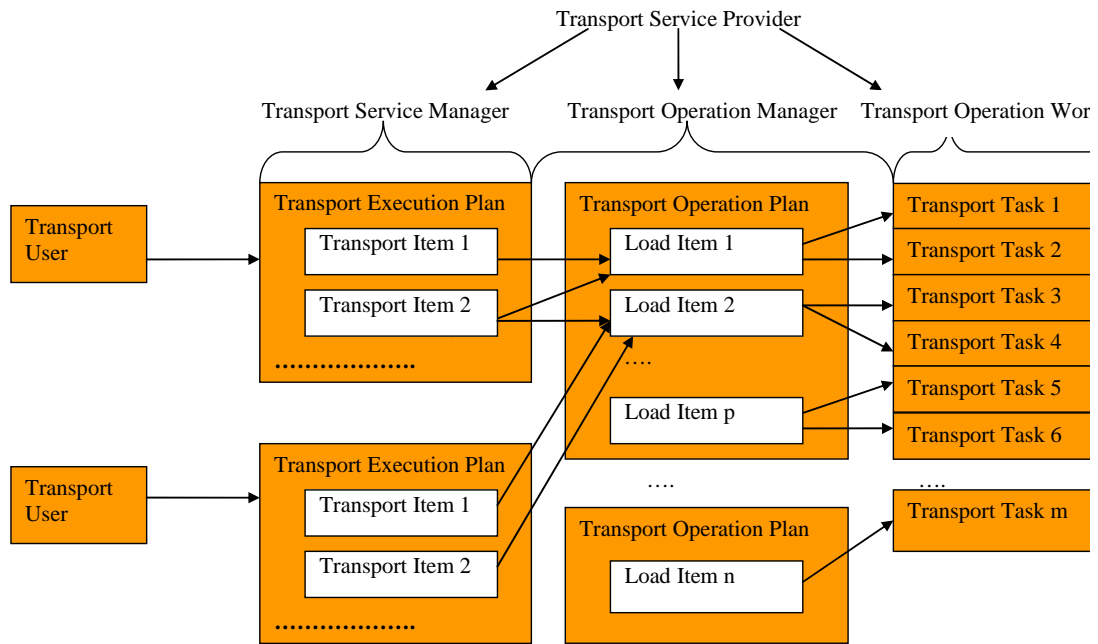 Transport Service Provider
Transport Service Manager
Transport Operation Manager
Transport Operation Wor
Transport
User
Transport Execution Plan
Transport Item 1
Transport Item 2
………………….
Transport Operation Plan
Load Item 1
Load Item 2
….
Load Item p
Transport Task 1
Transport Task 2
Transport Task 3
Transport Task 4
Transport Task 5
Transport Task 6
….
….
Transport
User
Transport Execution Plan
Transport Item 1
Transport Item 2
………………….
Transport Operation Plan
Load Item n
Transport Task m